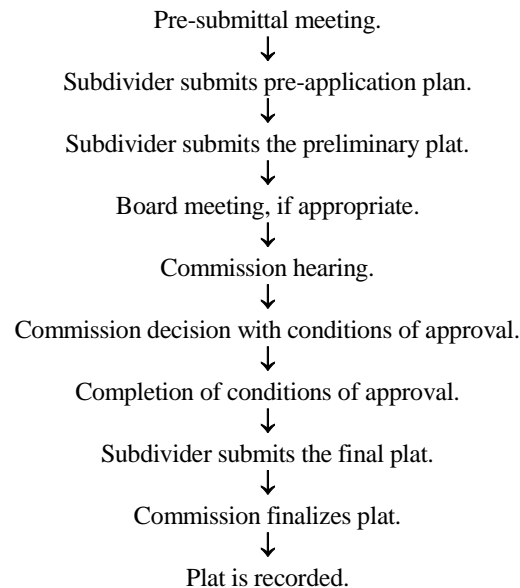 Pre-submittal meeting.
↓
Subdivider submits pre-application plan.
↓
Subdivider submits the preliminary plat.
↓
Board meeting, if appropriate.
↓
Commission hearing.
↓
Commission decision with conditions of approval.
↓
Completion of conditions of approval.
↓
Subdivider submits the final plat.
↓
Commission finalizes plat.
↓
Plat is recorded.